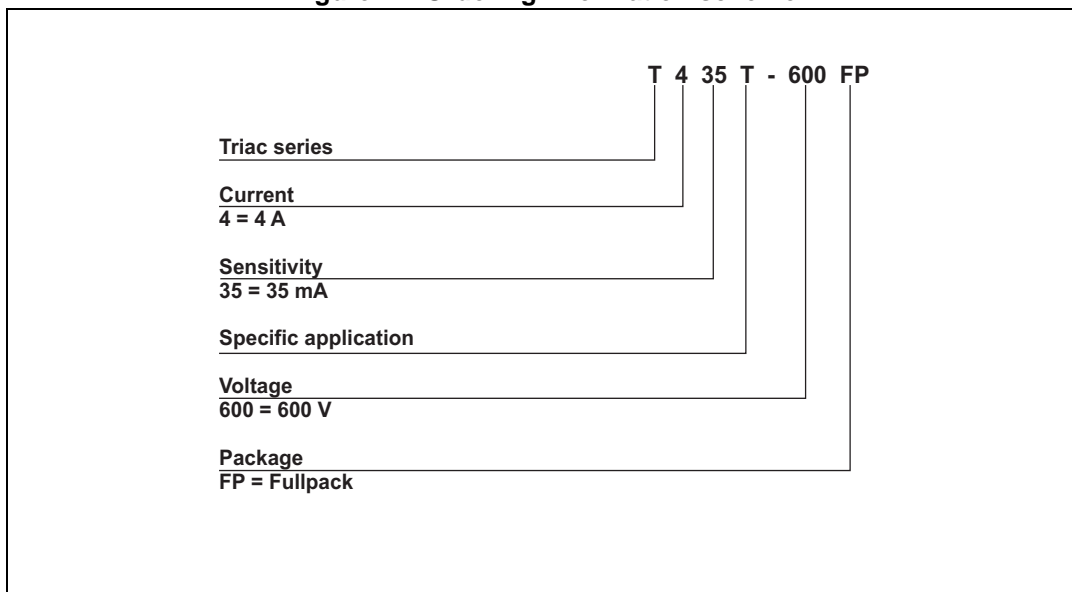 T 4 35 T - 600 FP
Triac series
Current
4 = 4 A
Sensitivity
35 = 35 mA
Specific application
Voltage
600 = 600 V
Package
FP = Fullpack